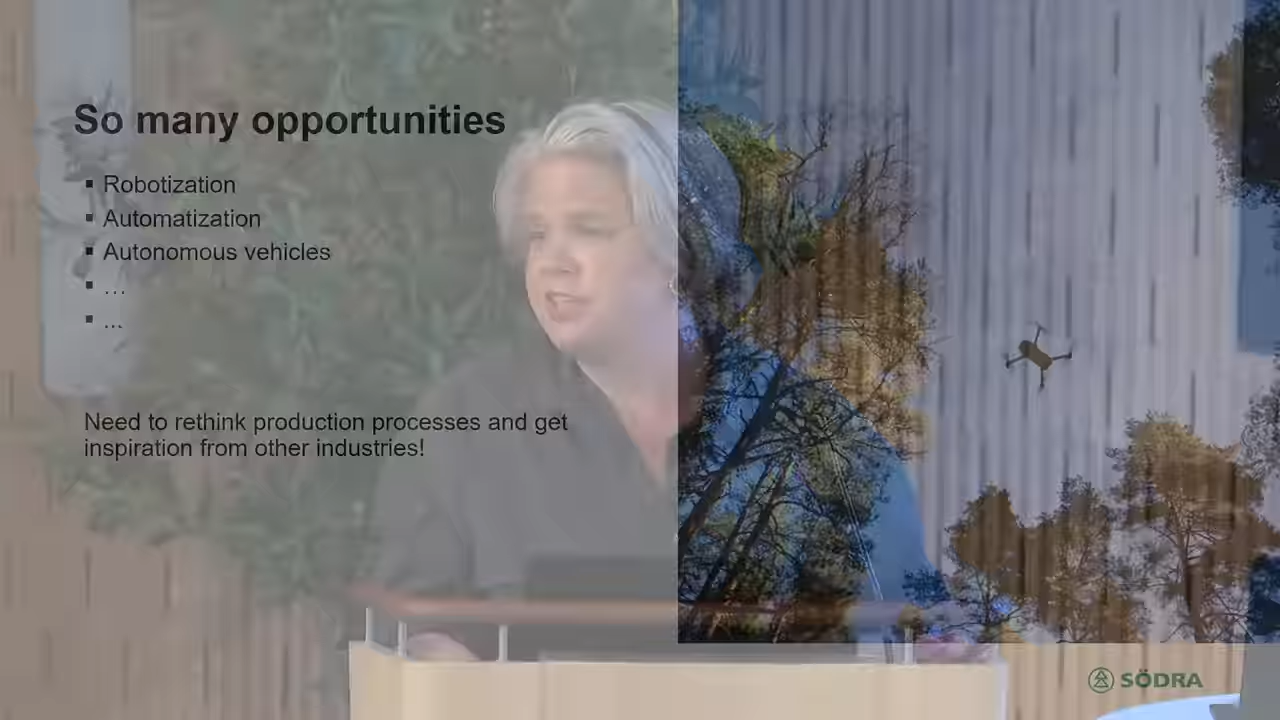 So many opportunities
▪ Robotization
▪ Automatization
▪ Autonomous vehicles
▪ ...
▪ ...
Need to rethink production processes and get
inspiration from other industries!
SÖDRA